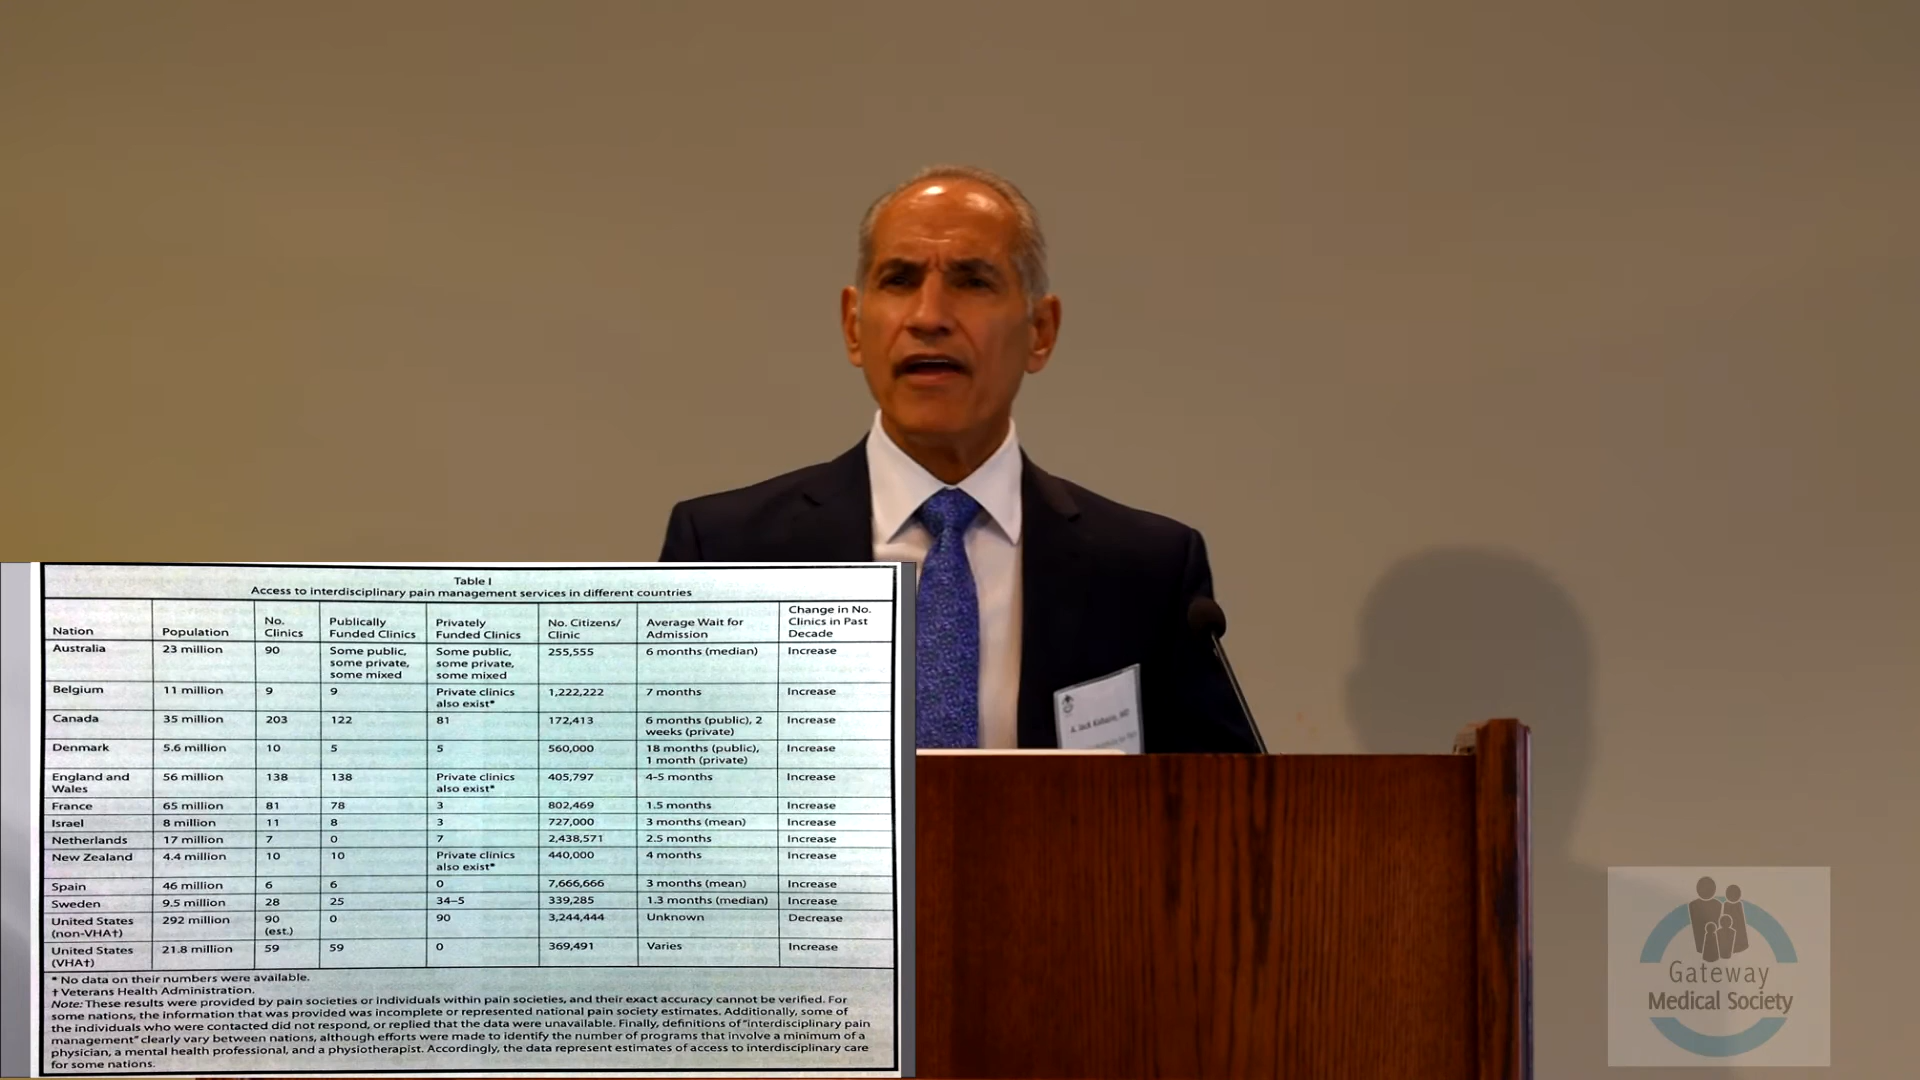 Table I
Access to interdisciplinary pain management services in different countries
Nation Population No. Clinics Publically Funded Clinics Privately Funded Clinics No. Citizens/ Clinic Average Wait for Admission Change in No. Clinics in Past Decade
Australia 23 million 90 Some public, some private, some mixed Some public, some private, some mixed 255,555 6 months (median) Increase
Belgium 11 million 9 9 Private clinics also exist* 1,222,222 7 months Increase
Canada 35 million 203 122 81 172,413 6 months (public), 2 weeks (private) Increase
Denmark 5.6 million 10 5 5 560,000 18 months (public), 1 month (private) Increase
England and Wales 56 million 138 138 Private clinics also exist* 405,797 4-5 months Increase
France 65 million 81 78 3 802,469 1.5 months Increase
Israel 8 million 11 8 3 727,000 3 months (mean) Increase
Netherlands 17 million 7 0 7 2,438,571 2.5 months Increase
New Zealand 4.4 million 10 10 Private clinics also exist* 440,000 4 months Increase
Spain 46 million 6 6 0 7,666,666 3 months (mean) Increase
Sweden 9.5 million 28 25 34–5 339,285 1.3 months (median) Increase
United States (non-VHA†) 292 million 90 (est.) 0 90 3,244,444 Unknown Decrease
United States (VHA†) 21.8 million 59 59 0 369,491 Varies Increase
* No data on their numbers were available.
† Veterans Health Administration.
Note: These results were provided by pain societies or individuals within pain societies, and their exact accuracy cannot be verified. For
some nations, the information that was provided was incomplete or represented national pain society estimates. Additionally, some of
the individuals who were contacted did not respond, or replied that the data were unavailable. Finally, definitions of "interdisciplinary pain
management" clearly vary between nations, although efforts were made to identify the number of programs that involve a minimum of a
physician, a mental health professional, and a physiotherapist. Accordingly, the data represent estimates of access to interdisciplinary care
for some nations.
A. Jack
MD
Gateway
Medical Society